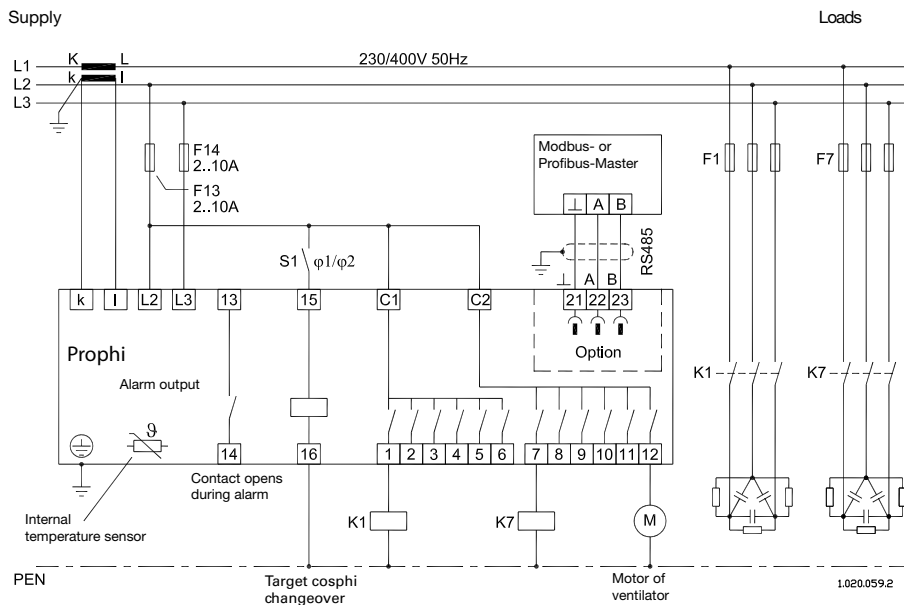 Supply
Loads
K L
L1
230/400V 50Hz
k l
L2
L3
F14
2..10A
F13
2..10A
Modbus- or
Profibus-Master
⊥ A B
F1
F7
RS485
S1 φ1/φ2
⊥ A B
k l L2 L3 13 15 C1 C2 21 22 23
Prophi
Option
Alarm output
K1
K7
ϑ
14 16 1 2 3 4 5 6 7 8 9 10 11 12
Contact opens
during alarm
Internal
temperature sensor
K1
K7
M
PEN
Target cosphi
changeover
Motor of
ventilator
1.020.059.2